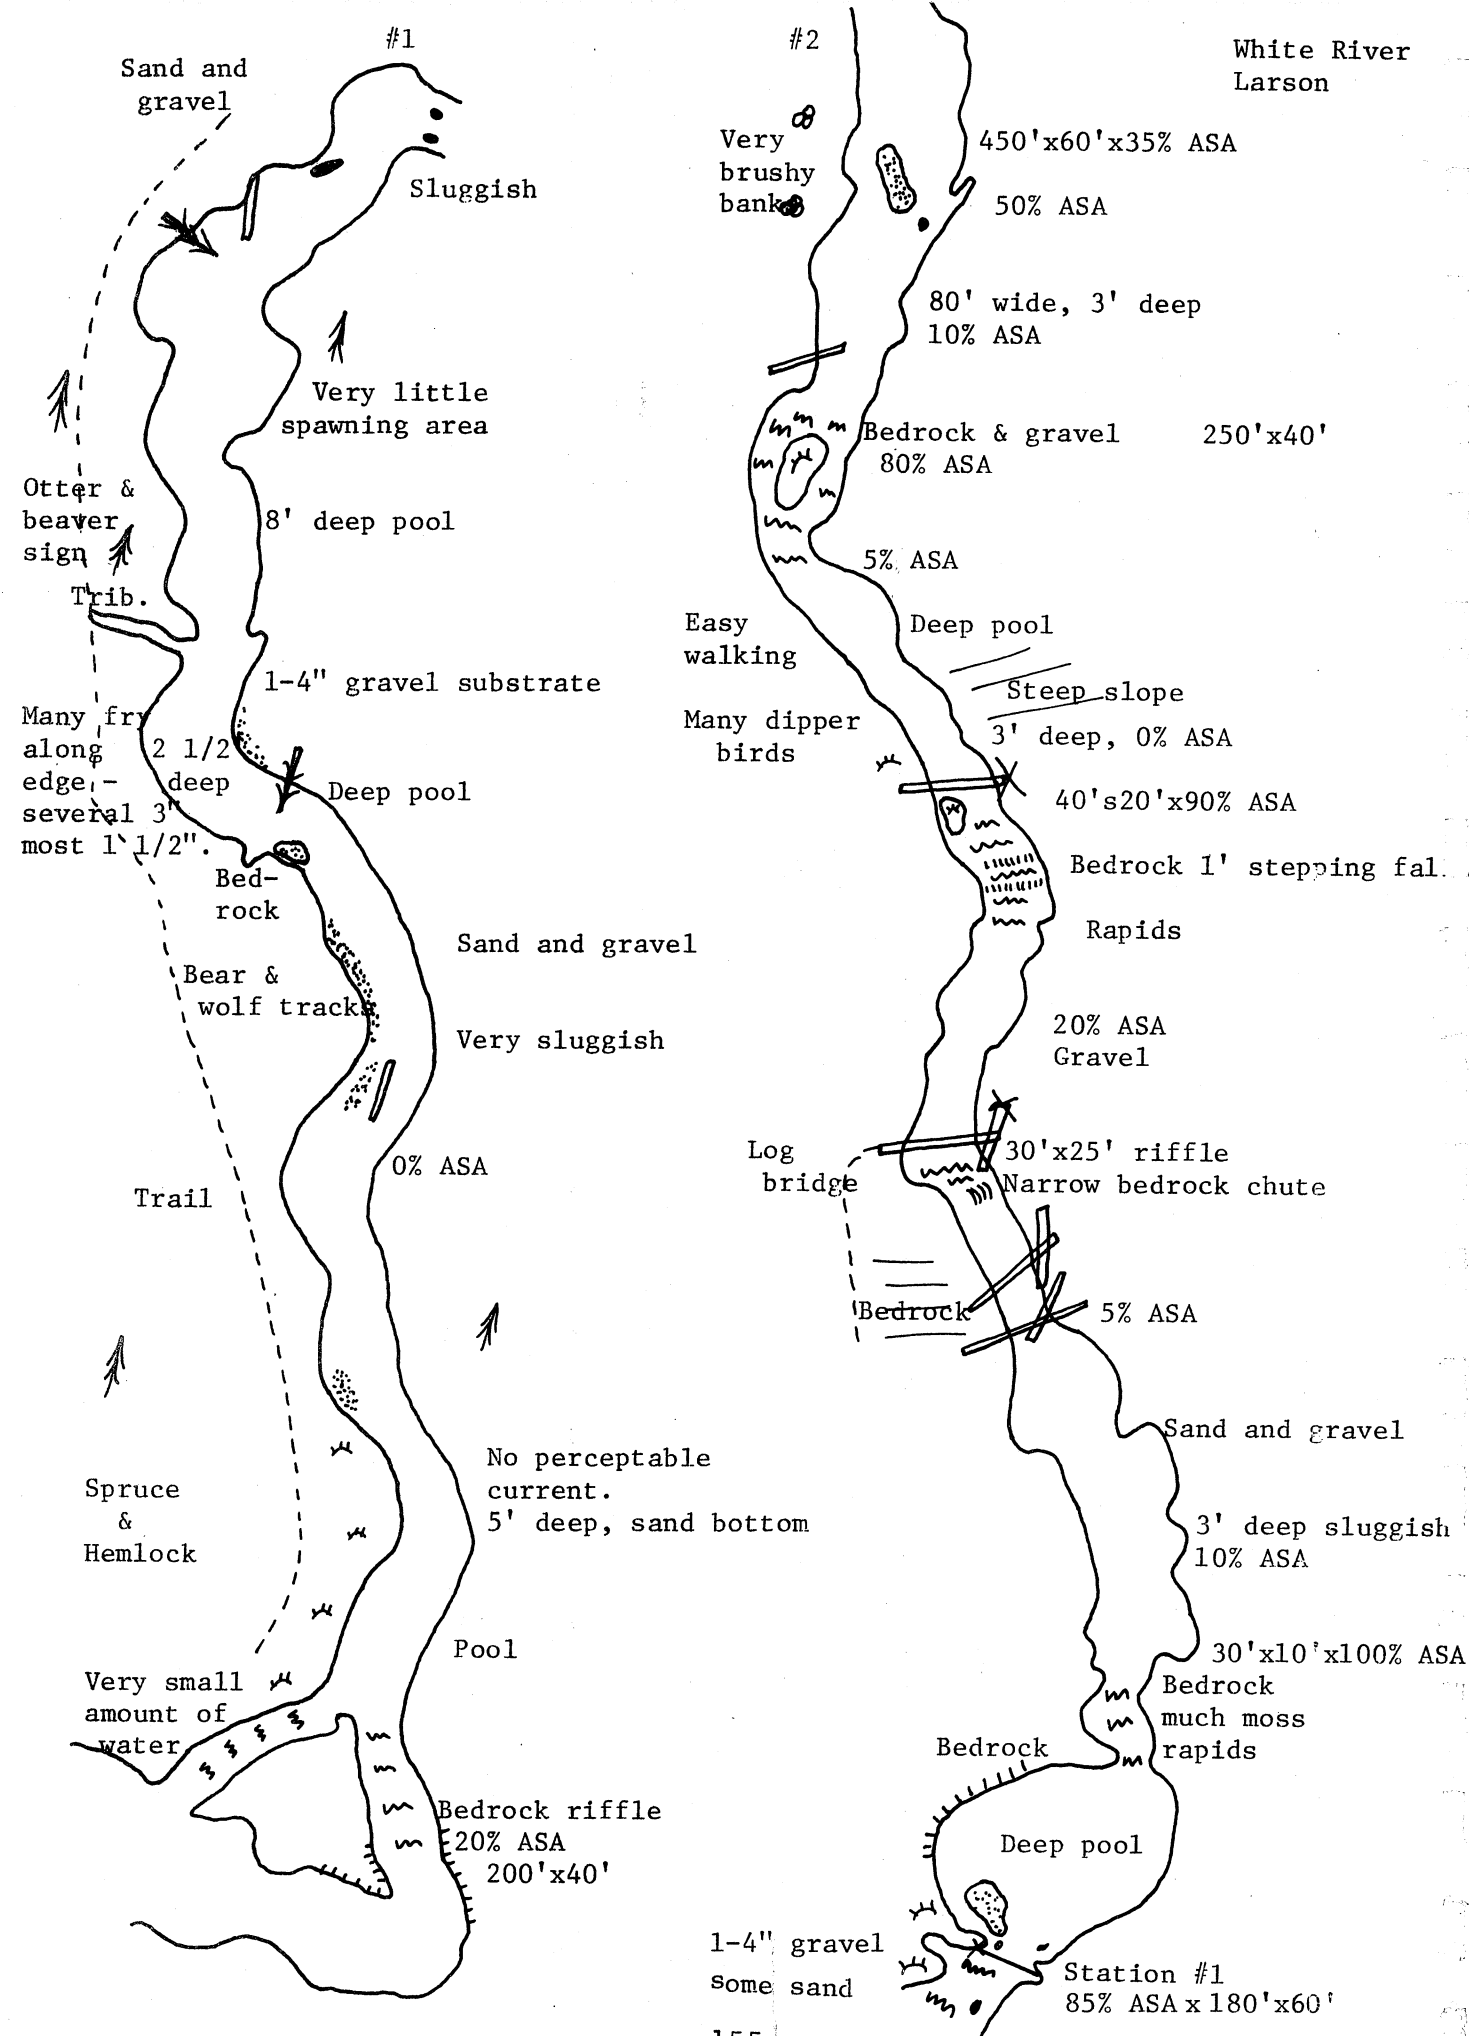 #1
Sand and
gravel
Sluggish
Very little
spawning area
Otter &
beaver
sign
8' deep pool
Trib.
1-4" gravel substrate
Many fry
along
edge -
several 3"
most 1 1/2".
2 1/2
deep
Deep pool
Bed-
rock
Sand and gravel
Bear &
wolf tracks
Very sluggish
0% ASA
Trail
No perceptable
current.
5' deep, sand bottom
Spruce
&
Hemlock
Pool
Very small
amount of
water
Bedrock riffle
20% ASA
200'x40'
#2
White River
Larson
Very
brushy
bank
450'x60'x35% ASA
50% ASA
80' wide, 3' deep
10% ASA
Bedrock & gravel 250'x40'
80% ASA
5% ASA
Easy
walking
Deep pool
Steep slope
Many dipper
birds
3' deep, 0% ASA
40's20'x90% ASA
Bedrock 1' stepping fal.
Rapids
20% ASA
Gravel
Log
bridge
30'x25' riffle
Narrow bedrock chute
Bedrock
5% ASA
Sand and gravel
3' deep sluggish
10% ASA
30'x10'x100% ASA
Bedrock
much moss
rapids
Bedrock
Deep pool
1-4" gravel
some sand
Station #1
85% ASA x 180'x60'
155